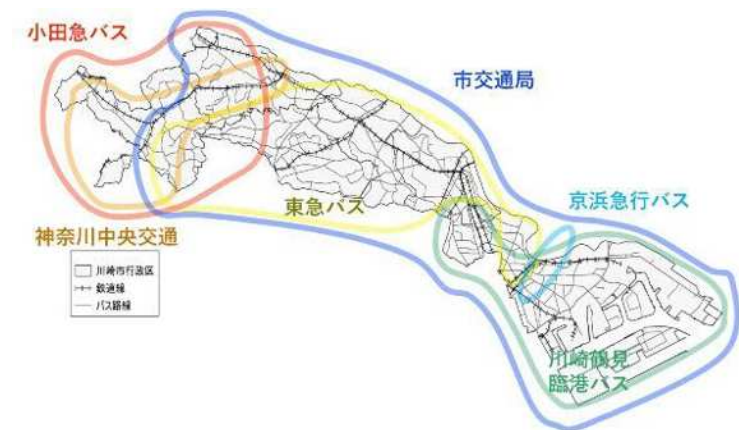 小田急バス
市交通局
京浜急行バス
東急バス
神奈川中央交通
川崎市行政区
鉄道線
バス路線
川崎鶴見
臨港バス